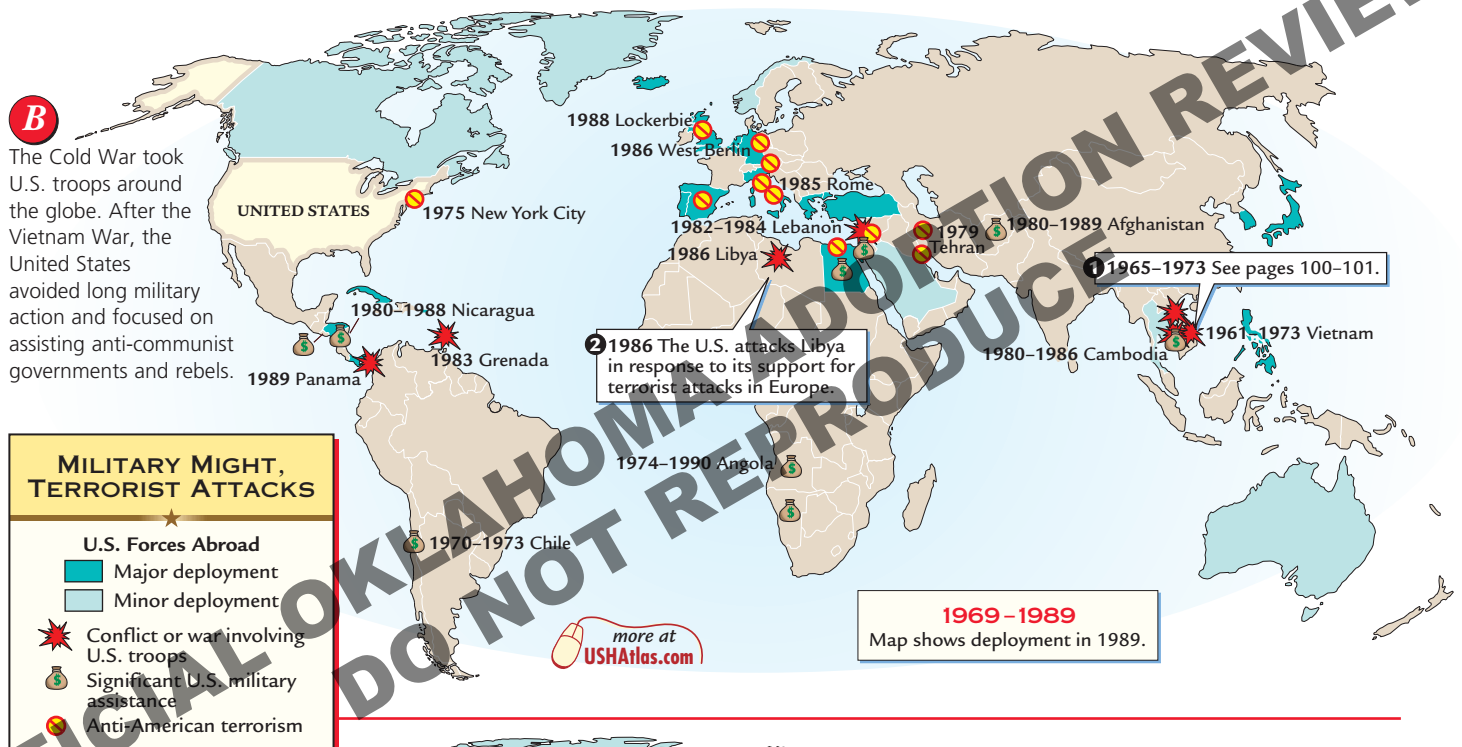 B
The Cold War took
U.S. troops around
the globe. After the
Vietnam War, the
United States
avoided long military
action and focused on
assisting anti-communist
governments and rebels.
UNITED STATES
1975 New York City
1988 Lockerbie
1986 West Berlin
1985 Rome
1982–1984 Lebanon
1986 Libya
1979
Tehran
1980–1989 Afghanistan
1 1965–1973 See pages 100–101.
1961–1973 Vietnam
1980–1986 Cambodia
1980–1988 Nicaragua
1983 Grenada
1989 Panama
2 1986 The U.S. attacks Libya
in response to its support for
terrorist attacks in Europe.
1974–1990 Angola
1970–1973 Chile
MILITARY MIGHT,
TERRORIST ATTACKS
U.S. Forces Abroad
Major deployment
Minor deployment
Conflict or war involving
U.S. troops
$ Significant U.S. military
assistance
Anti-American terrorism
more at
USHAtlas.com
1969–1989
Map shows deployment in 1989.
OKLAHOMA ADOPTION
DO NOT REPRODUCE